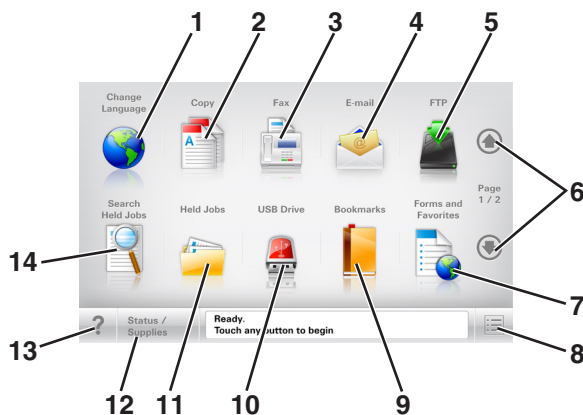 1 2 3 4 5
Change Language
Copy
Fax
E-mail
FTP
A
@
6
Page
1 / 2
Search Held Jobs
Held Jobs
USB Drive
Bookmarks
Forms and Favorites
14
7
?
Status / Supplies
Ready.
Touch any button to begin
13
12
11
10
9
8